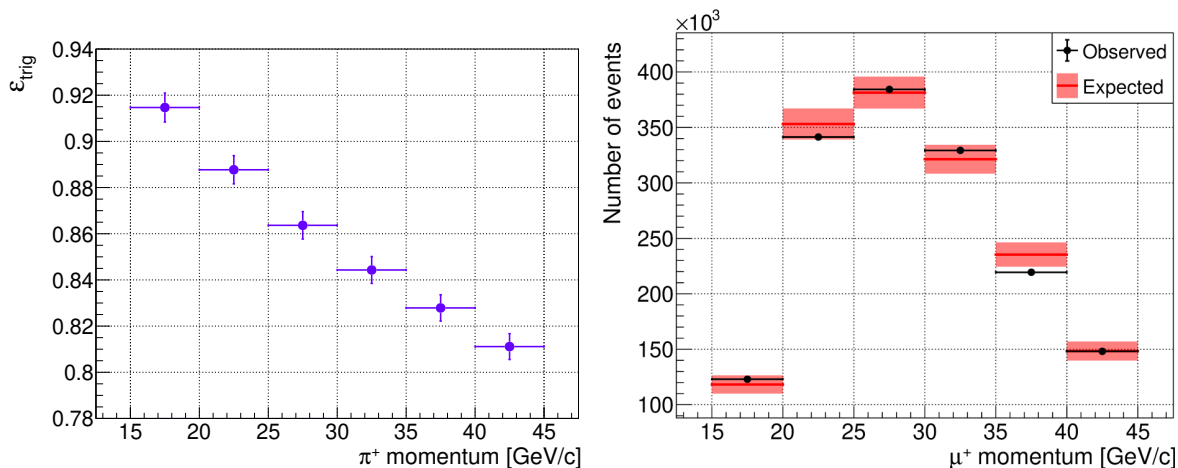 ε_trig
0.94
0.92
0.9
0.88
0.86
0.84
0.82
0.8
0.78
15 20 25 30 35 40 45
π⁺ momentum [GeV/c]
×10³
Number of events
400
350
300
250
200
150
100
Observed
Expected
15 20 25 30 35 40 45
μ⁺ momentum [GeV/c]